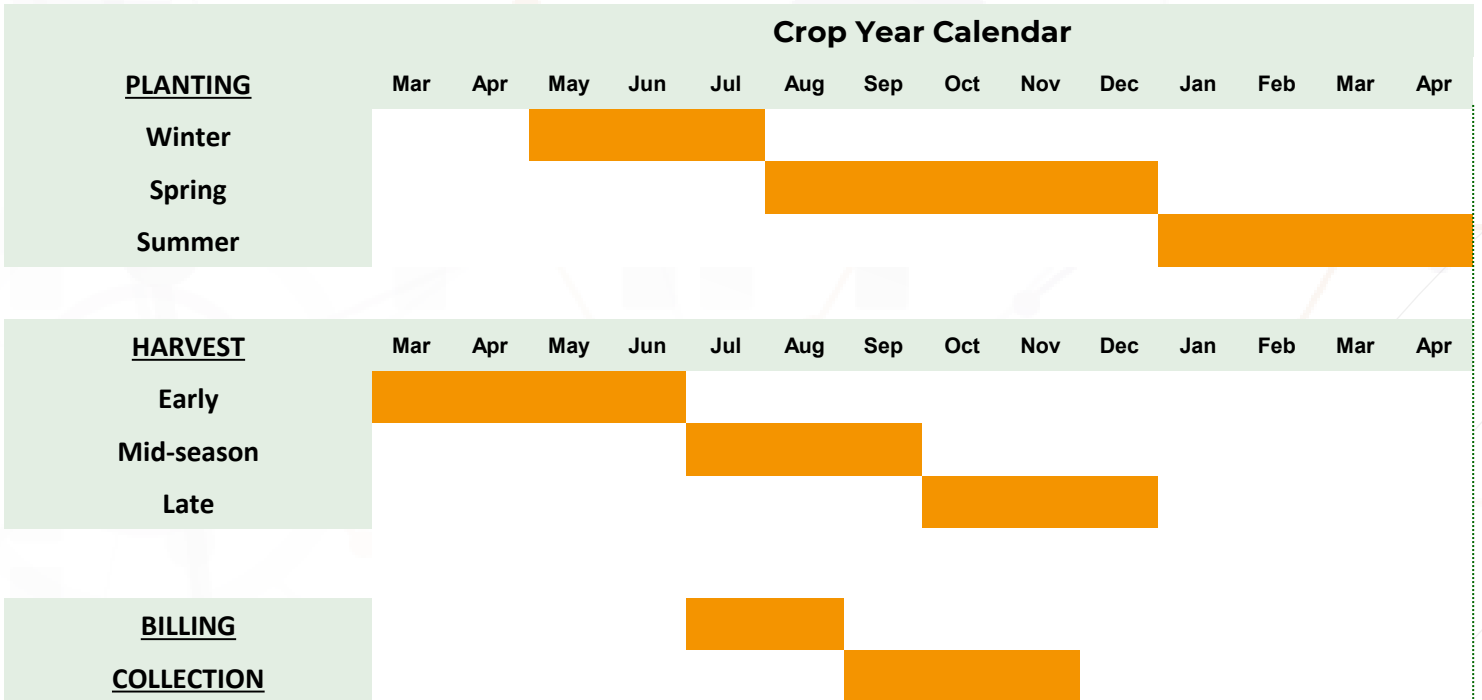 Crop Year Calendar
PLANTING Mar Apr May Jun Jul Aug Sep Oct Nov Dec Jan Feb Mar Apr
Winter
Spring
Summer
HARVEST Mar Apr May Jun Jul Aug Sep Oct Nov Dec Jan Feb Mar Apr
Early
Mid-season
Late
BILLING
COLLECTION